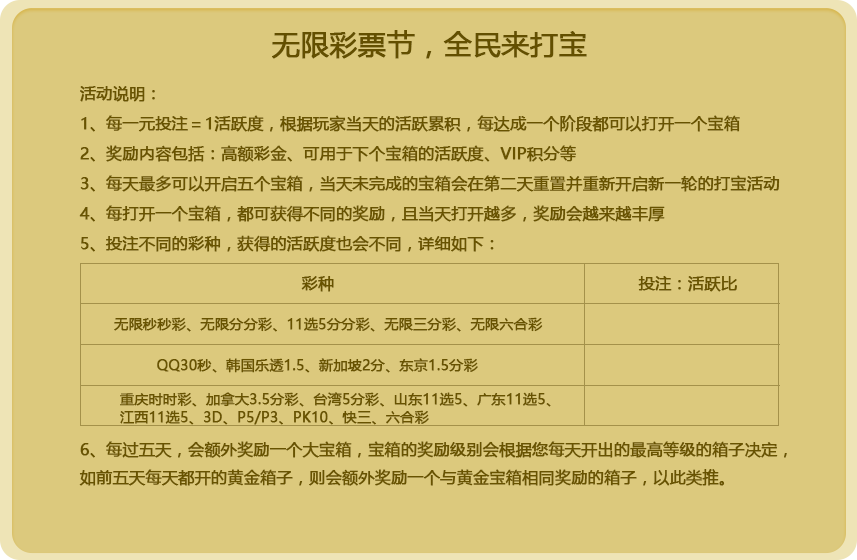 无限彩票节，全民来打宝
活动说明：
1、每一元投注＝1活跃度，根据玩家当天的活跃累积，每达成一个阶段都可以打开一个宝箱
2、奖励内容包括：高额彩金、可用于下个宝箱的活跃度、VIP积分等
3、每天最多可以开启五个宝箱，当天未完成的宝箱会在第二天重置并重新开启新一轮的打宝活动
4、每打开一个宝箱，都可获得不同的奖励，且当天打开越多，奖励会越来越丰厚
5、投注不同的彩种，获得的活跃度也会不同，详细如下：
彩种 投注：活跃比
无限秒秒彩、无限分分彩、11选5分分彩、无限三分彩、无限六合彩
QQ30秒、韩国乐透1.5、新加坡2分、东京1.5分彩
重庆时时彩、加拿大3.5分彩、台湾5分彩、山东11选5、广东11选5、
江西11选5、3D、P5/P3、PK10、快三、六合彩
6、每过五天，会额外奖励一个大宝箱，宝箱的奖励级别会根据您每天开出的最高等级的箱子决定，
如前五天每天都开的黄金箱子，则会额外奖励一个与黄金宝箱相同奖励的箱子，以此类推。